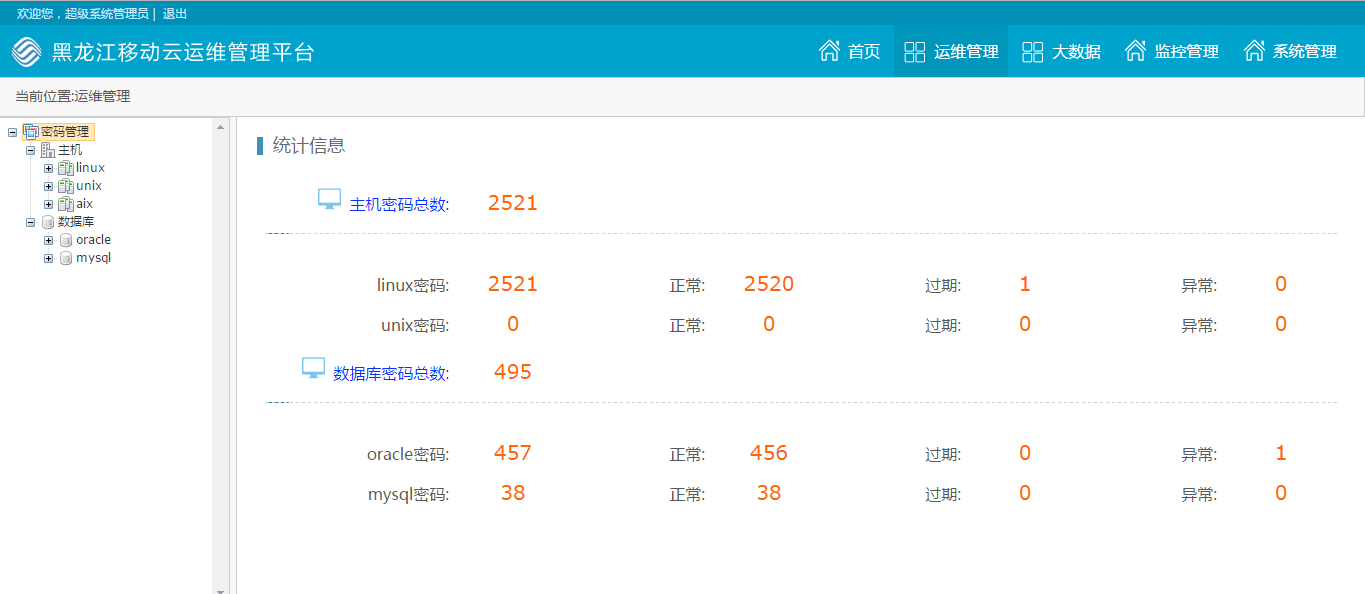 欢迎您，超级系统管理员 | 退出
黑龙江移动云运维管理平台 首页 运维管理 大数据 监控管理 系统管理
当前位置:运维管理
密码管理
主机
linux
unix
aix
数据库
oracle
mysql
统计信息
主机密码总数: 2521
linux密码: 2521 正常: 2520 过期: 1 异常: 0
unix密码: 0 正常: 0 过期: 0 异常: 0
数据库密码总数: 495
oracle密码: 457 正常: 456 过期: 0 异常: 1
mysql密码: 38 正常: 38 过期: 0 异常: 0